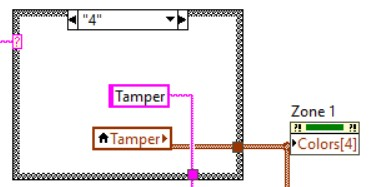 "4"
?
Tamper
Zone 1
Tamper
?! ?!
Colors[4]